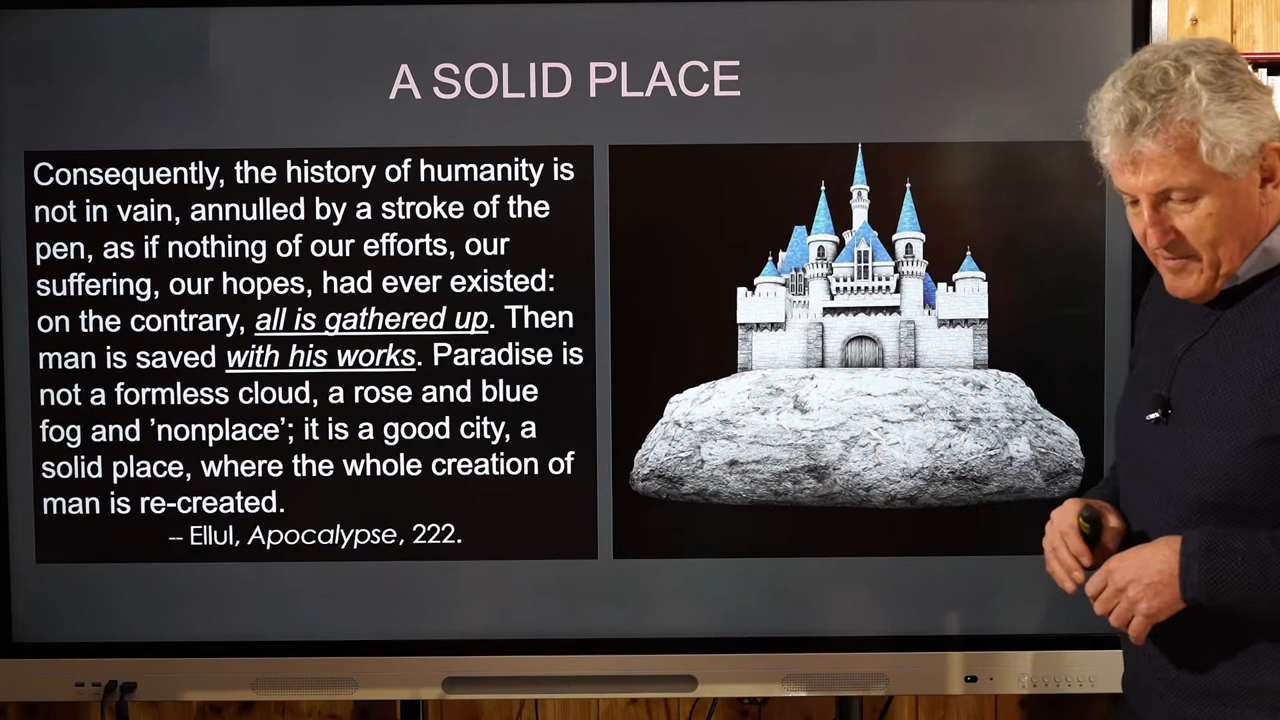 A SOLID PLACE
Consequently, the history of humanity is
not in vain, annulled by a stroke of the
pen, as if nothing of our efforts, our
suffering, our hopes, had ever existed:
on the contrary, all is gathered up. Then
man is saved with his works. Paradise is
not a formless cloud, a rose and blue
fog and ’nonplace’; it is a good city, a
solid place, where the whole creation of
man is re-created.
-- Ellul, Apocalypse, 222.